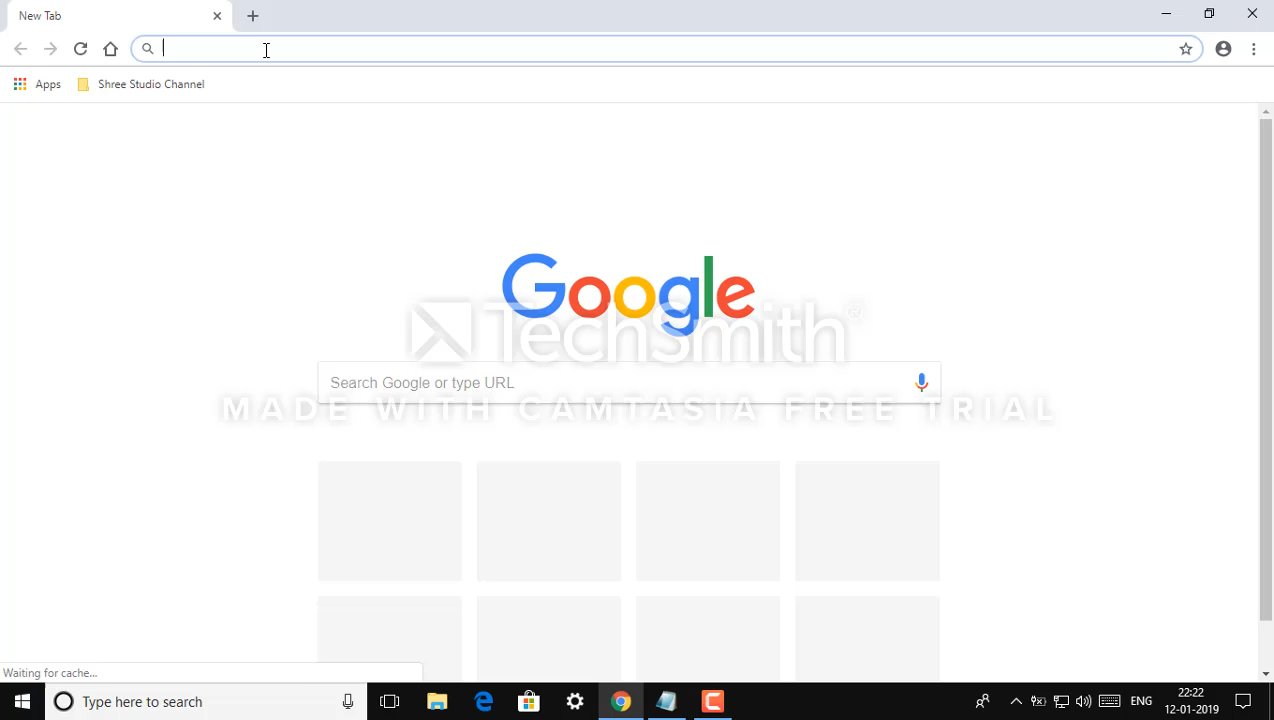 New Tab
Apps
Shree Studio Channel
Google
TechSmith®
Search Google or type URL
MADE WITH CAMTASIA FREE TRIAL
Waiting for cache...
Type here to search
ENG
22:22
12-01-2019